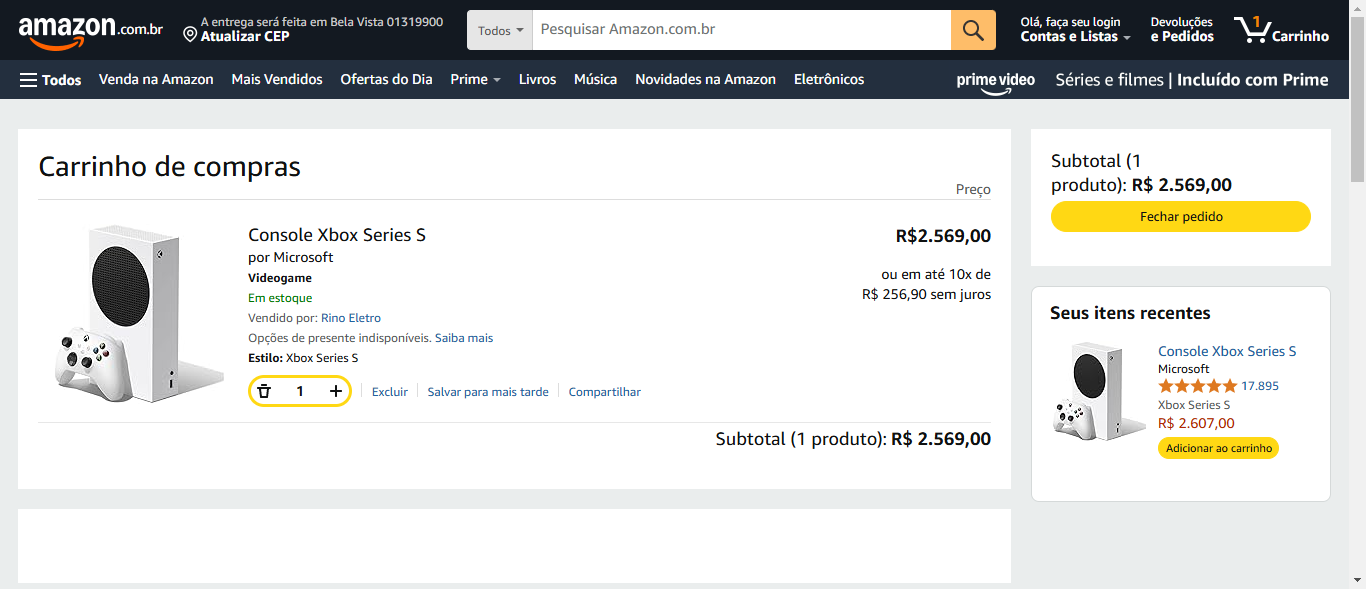 amazon.com.br
A entrega será feita em Bela Vista 01319900
Atualizar CEP
Todos
Pesquisar Amazon.com.br
Olá, faça seu login
Contas e Listas
Devoluções
e Pedidos
1
Carrinho
Todos
Venda na Amazon
Mais Vendidos
Ofertas do Dia
Prime
Livros
Música
Novidades na Amazon
Eletrônicos
prime video
Séries e filmes | Incluído com Prime
Carrinho de compras
Preço
Console Xbox Series S
R$2.569,00
por Microsoft
Videogame
ou em até 10x de
R$ 256,90 sem juros
Em estoque
Vendido por: Rino Eletro
Opções de presente indisponíveis. Saiba mais
Estilo: Xbox Series S
1
Excluir
Salvar para mais tarde
Compartilhar
Subtotal (1 produto): R$ 2.569,00
Subtotal (1
produto): R$ 2.569,00
Fechar pedido
Seus itens recentes
Console Xbox Series S
Microsoft
17.895
Xbox Series S
R$ 2.607,00
Adicionar ao carrinho